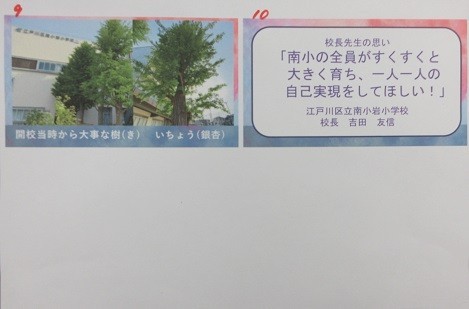 9
開校当時から大事な樹(き) いちょう(銀杏)
10
校長先生の思い
「南小の全員がすくすくと
大きく育ち、一人一人の
自己実現をしてほしい！」
江戸川区立南小岩小学校
校長 吉田 友信